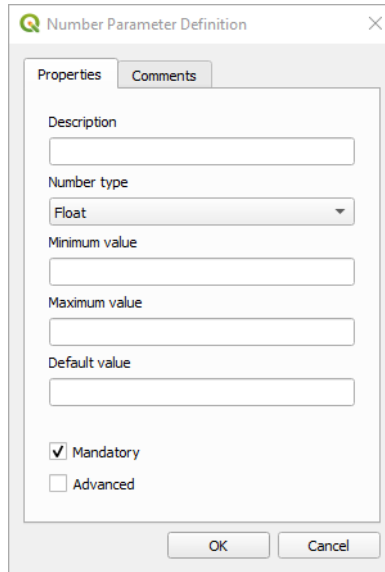 Number Parameter Definition
Properties Comments
Description
Number type
Float
Minimum value
Maximum value
Default value
Mandatory
Advanced
OK Cancel